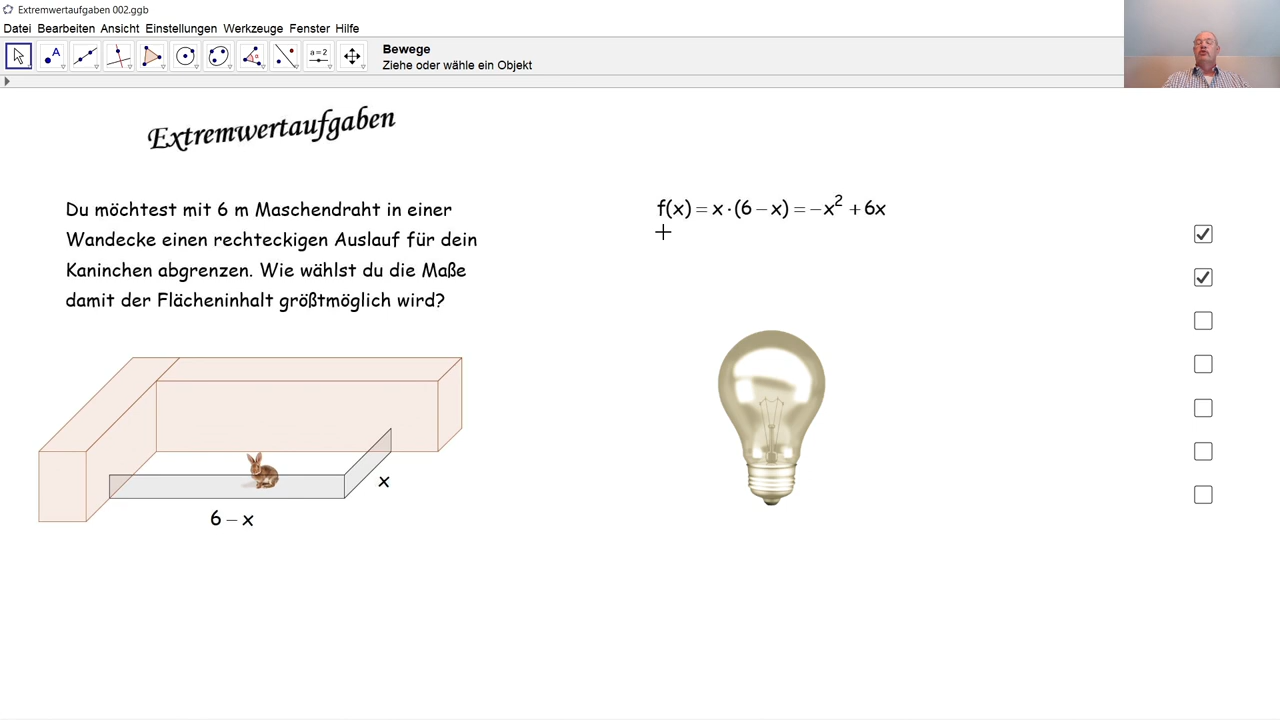 Extremwertaufgaben 002.ggb
Datei Bearbeiten Ansicht Einstellungen Werkzeuge Fenster Hilfe
A
a=2
Bewege
Ziehe oder wähle ein Objekt
Extremwertaufgaben
Du möchtest mit 6 m Maschendraht in einer
Wandecke einen rechteckigen Auslauf für dein
Kaninchen abgrenzen. Wie wählst du die Maße
damit der Flächeninhalt größtmöglich wird?
f(x) = x · (6 − x) = −x² + 6x
x
6 − x